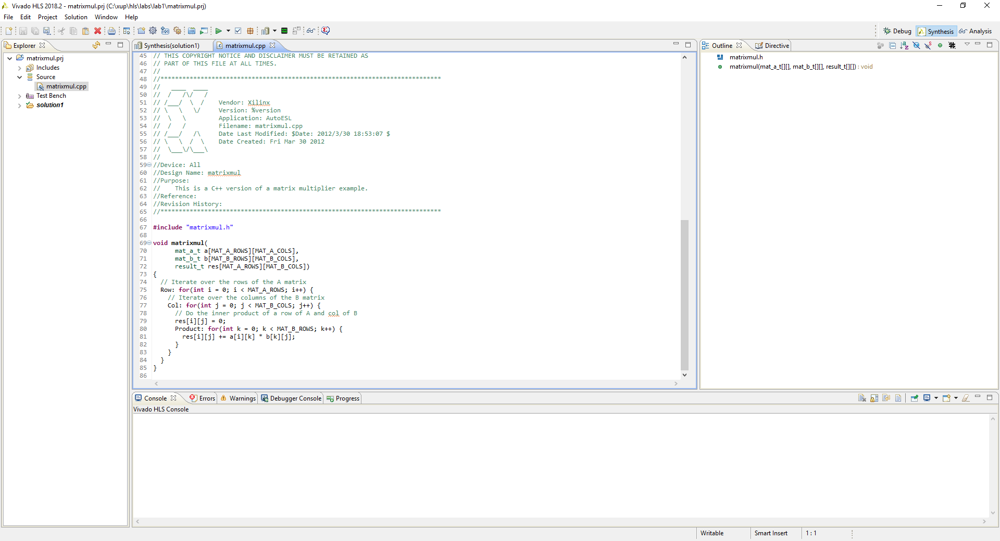 Vivado HLS 2018.2 - matrixmul.prj (C:\xup\hls\labs\lab1\matrixmul.prj)
File Edit Project Solution Window Help
Debug Synthesis Analysis
Explorer
matrixmul.prj
Includes
Source
matrixmul.cpp
Test Bench
solution1
Synthesis(solution1) matrixmul.cpp
45 // THIS COPYRIGHT NOTICE AND DISCLAIMER MUST BE RETAINED AS
46 // PART OF THIS FILE AT ALL TIMES.
47 //
48 //*****************************************************************************
49 //   ____  ____
50 //  /   /\/   /
51 // /___/  \  /    Vendor: Xilinx
52 // \   \   \/     Version: %version
53 //  \   \         Application: AutoESL
54 //  /   /         Filename: matrixmul.cpp
55 // /___/   /\     Date Last Modified: $Date: 2012/3/30 18:53:07 $
56 // \   \  /  \    Date Created: Fri Mar 30 2012
57 //  \___\/\___\
58 //
59 //Device: All
60 //Design Name: matrixmul
61 //Purpose:
62 //    This is a C++ version of a matrix multiplier example.
63 //Reference:
64 //Revision History:
65 //*****************************************************************************
66
67 #include "matrixmul.h"
68
69 void matrixmul(
70       mat_a_t a[MAT_A_ROWS][MAT_A_COLS],
71       mat_b_t b[MAT_B_ROWS][MAT_B_COLS],
72       result_t res[MAT_A_ROWS][MAT_B_COLS])
73 {
74   // Iterate over the rows of the A matrix
75   Row: for(int i = 0; i < MAT_A_ROWS; i++) {
76     // Iterate over the columns of the B matrix
77     Col: for(int j = 0; j < MAT_B_COLS; j++) {
78       // Do the inner product of a row of A and col of B
79       res[i][j] = 0;
80       Product: for(int k = 0; k < MAT_B_ROWS; k++) {
81         res[i][j] += a[i][k] * b[k][j];
82       }
83     }
84   }
85 }
86
Outline Directive
matrixmul.h
matrixmul(mat_a_t[][], mat_b_t[][], result_t[][]) : void
Console Errors Warnings Debugger Console Progress
Vivado HLS Console
Writable Smart Insert 1 : 1